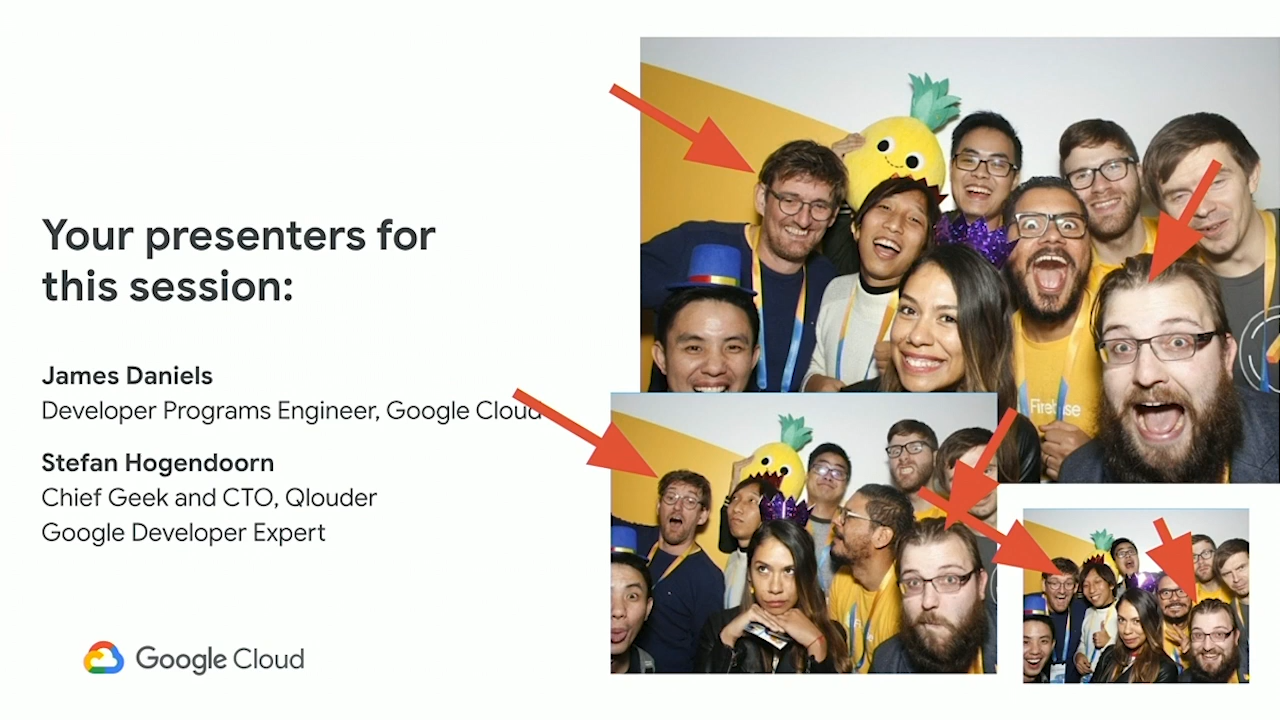 Your presenters for
this session:
James Daniels
Developer Programs Engineer, Google Cloud
Stefan Hogendoorn
Chief Geek and CTO, Qlouder
Google Developer Expert
Google Cloud
Firebase